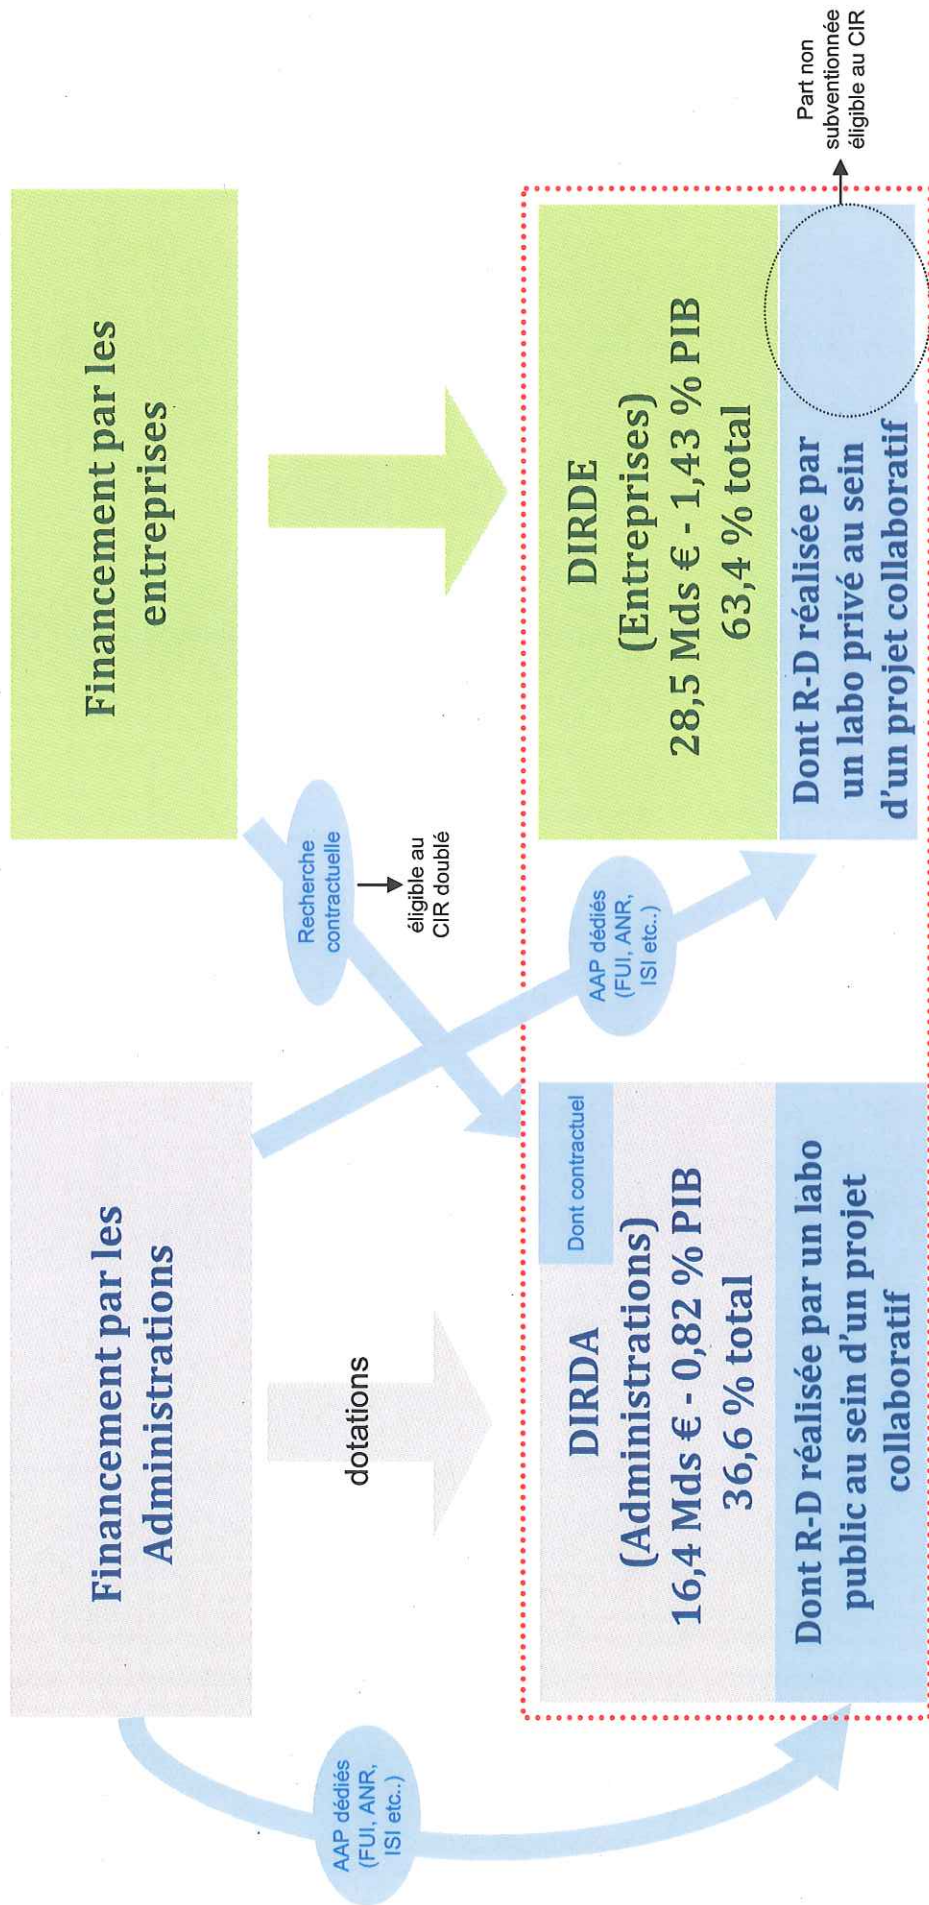 Financement par les
Administrations
Financement par les
entreprises
AAP dédiés
(FUI, ANR,
ISI etc..)
dotations
Recherche
contractuelle
éligible au
CIR doublé
AAP dédiés
(FUI, ANR,
ISI etc..)
DIRDA
(Administrations)
16,4 Mds € - 0,82 % PIB
36,6 % total
Dont contractuel
Dont R-D réalisée par un labo
public au sein d'un projet
collaboratif
DIRDE
(Entreprises)
28,5 Mds € - 1,43 % PIB
63,4 % total
Dont R-D réalisée par
un labo privé au sein
d'un projet collaboratif
Part non
subventionnée
éligible au CIR